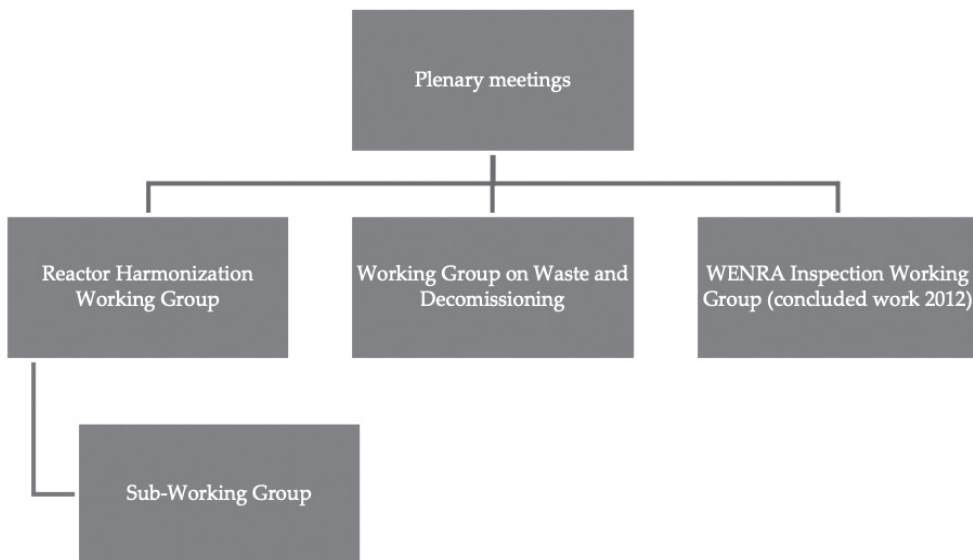 Plenary meetings
Reactor Harmonization
Working Group
Working Group on Waste and
Decomissioning
WENRA Inspection Working
Group (concluded work 2012)
Sub-Working Group